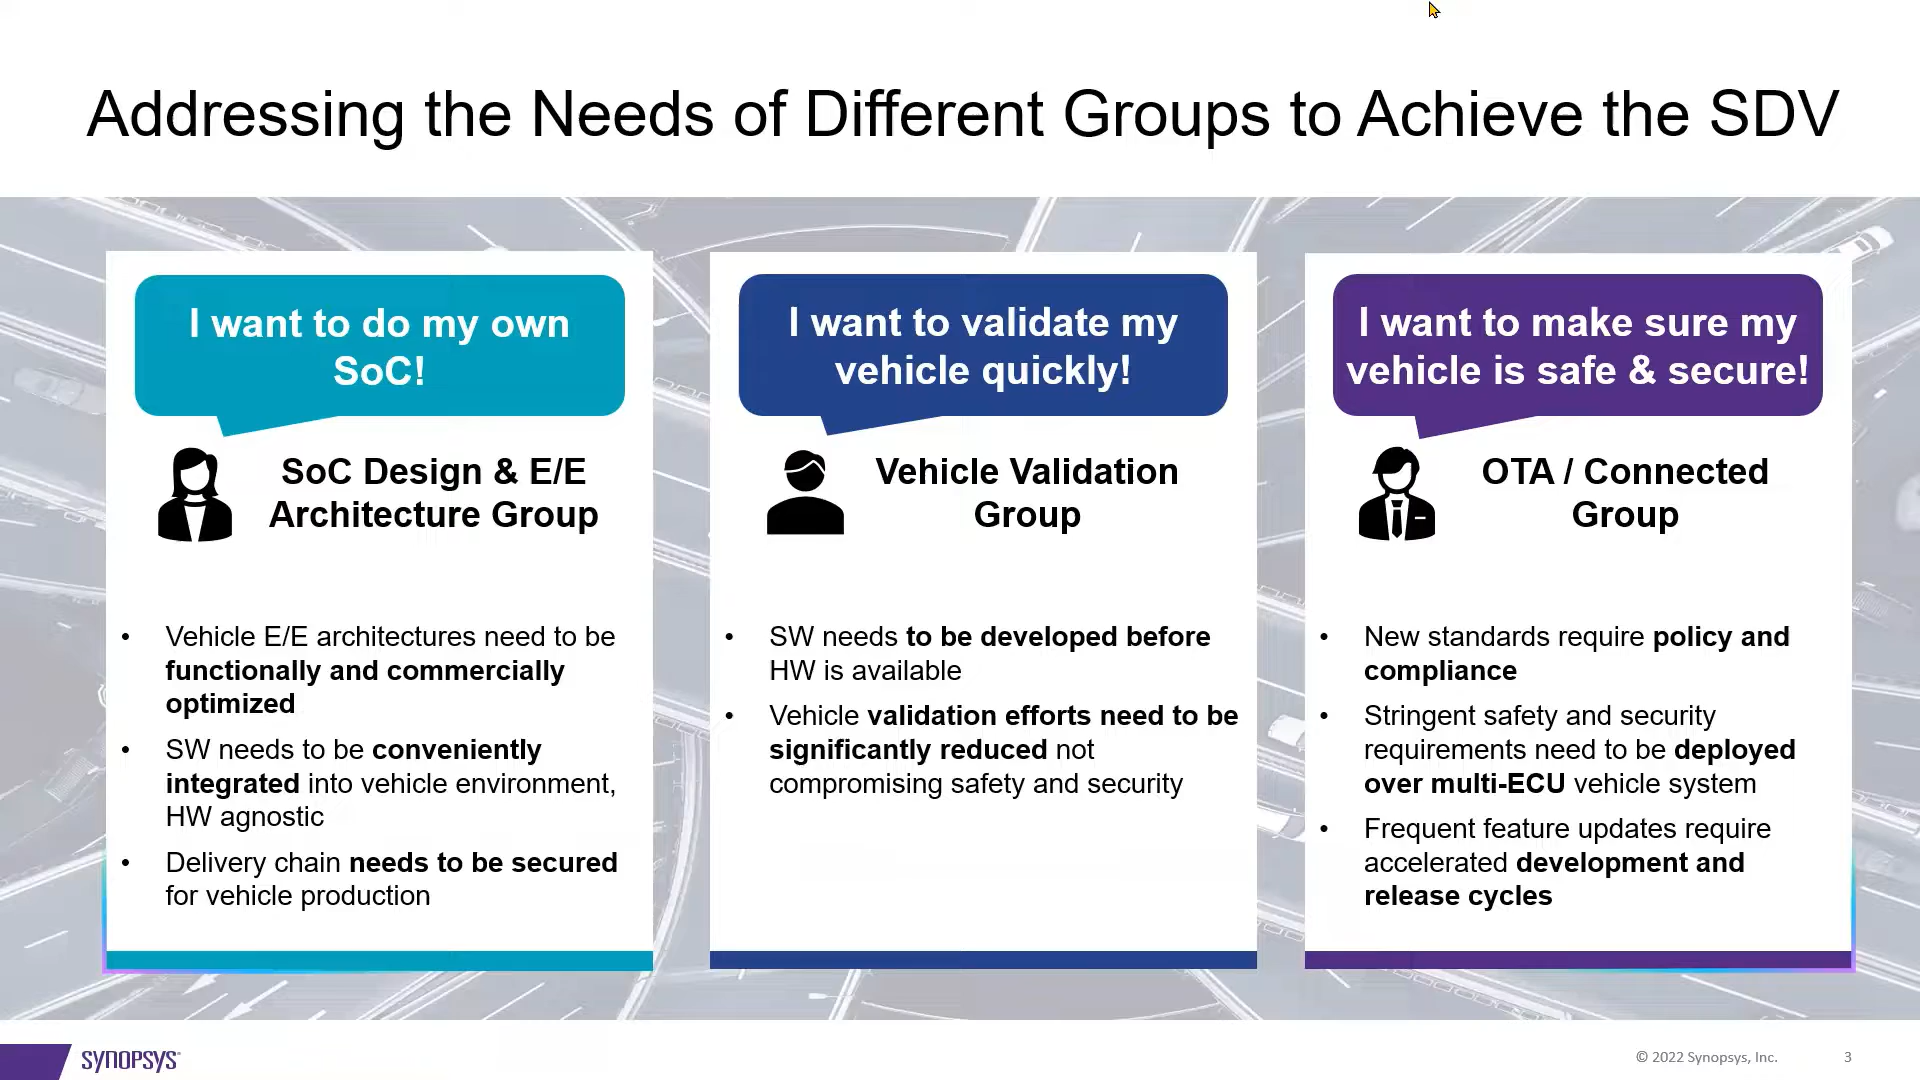 Addressing the Needs of Different Groups to Achieve the SDV
I want to do my own
SoC!
SoC Design & E/E
Architecture Group
• Vehicle E/E architectures need to be
functionally and commercially
optimized
• SW needs to be conveniently
integrated into vehicle environment,
HW agnostic
• Delivery chain needs to be secured
for vehicle production
I want to validate my
vehicle quickly!
Vehicle Validation
Group
• SW needs to be developed before
HW is available
• Vehicle validation efforts need to be
significantly reduced not
compromising safety and security
I want to make sure my
vehicle is safe & secure!
OTA / Connected
Group
• New standards require policy and
compliance
• Stringent safety and security
requirements need to be deployed
over multi-ECU vehicle system
• Frequent feature updates require
accelerated development and
release cycles
SYNOPSYS®
© 2022 Synopsys, Inc.
3